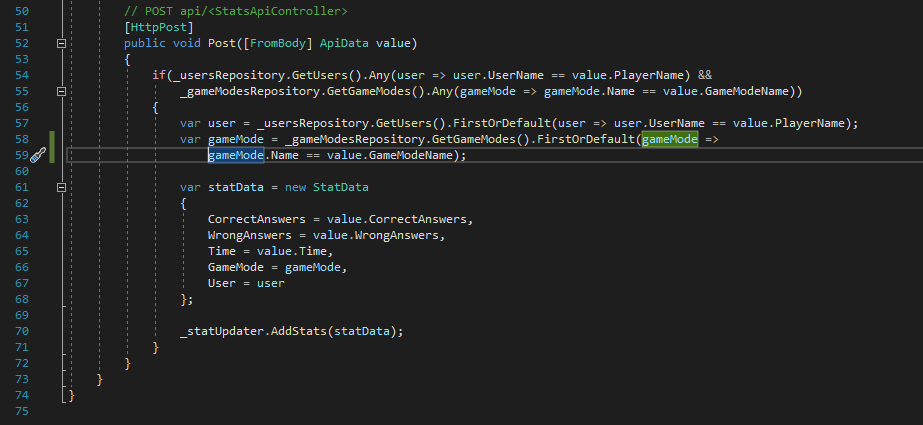 50 // POST api/<StatsApiController>
51 [HttpPost]
52 public void Post([FromBody] ApiData value)
53 {
54 if(_usersRepository.GetUsers().Any(user => user.UserName == value.PlayerName) &&
55 _gameModesRepository.GetGameModes().Any(gameMode => gameMode.Name == value.GameModeName))
56 {
57 var user = _usersRepository.GetUsers().FirstOrDefault(user => user.UserName == value.PlayerName);
58 var gameMode = _gameModesRepository.GetGameModes().FirstOrDefault(gameMode =>
59 gameMode.Name == value.GameModeName);
60
61 var statData = new StatData
62 {
63 CorrectAnswers = value.CorrectAnswers,
64 WrongAnswers = value.WrongAnswers,
65 Time = value.Time,
66 GameMode = gameMode,
67 User = user
68 };
69
70 _statUpdater.AddStats(statData);
71 }
72 }
73 }
74 }
75